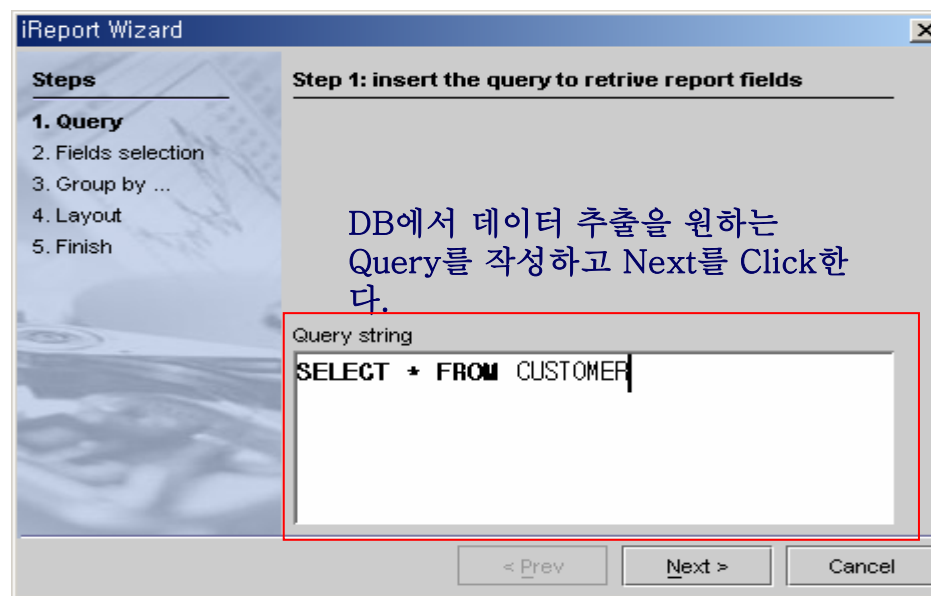 iReport Wizard
Steps
1. Query
2. Fields selection
3. Group by ...
4. Layout
5. Finish
Step 1: insert the query to retrive report fields
DB에서 데이터 추출을 원하는
Query를 작성하고 Next를 Click한
다.
Query string
SELECT * FROM CUSTOMER
< Prev
Next >
Cancel